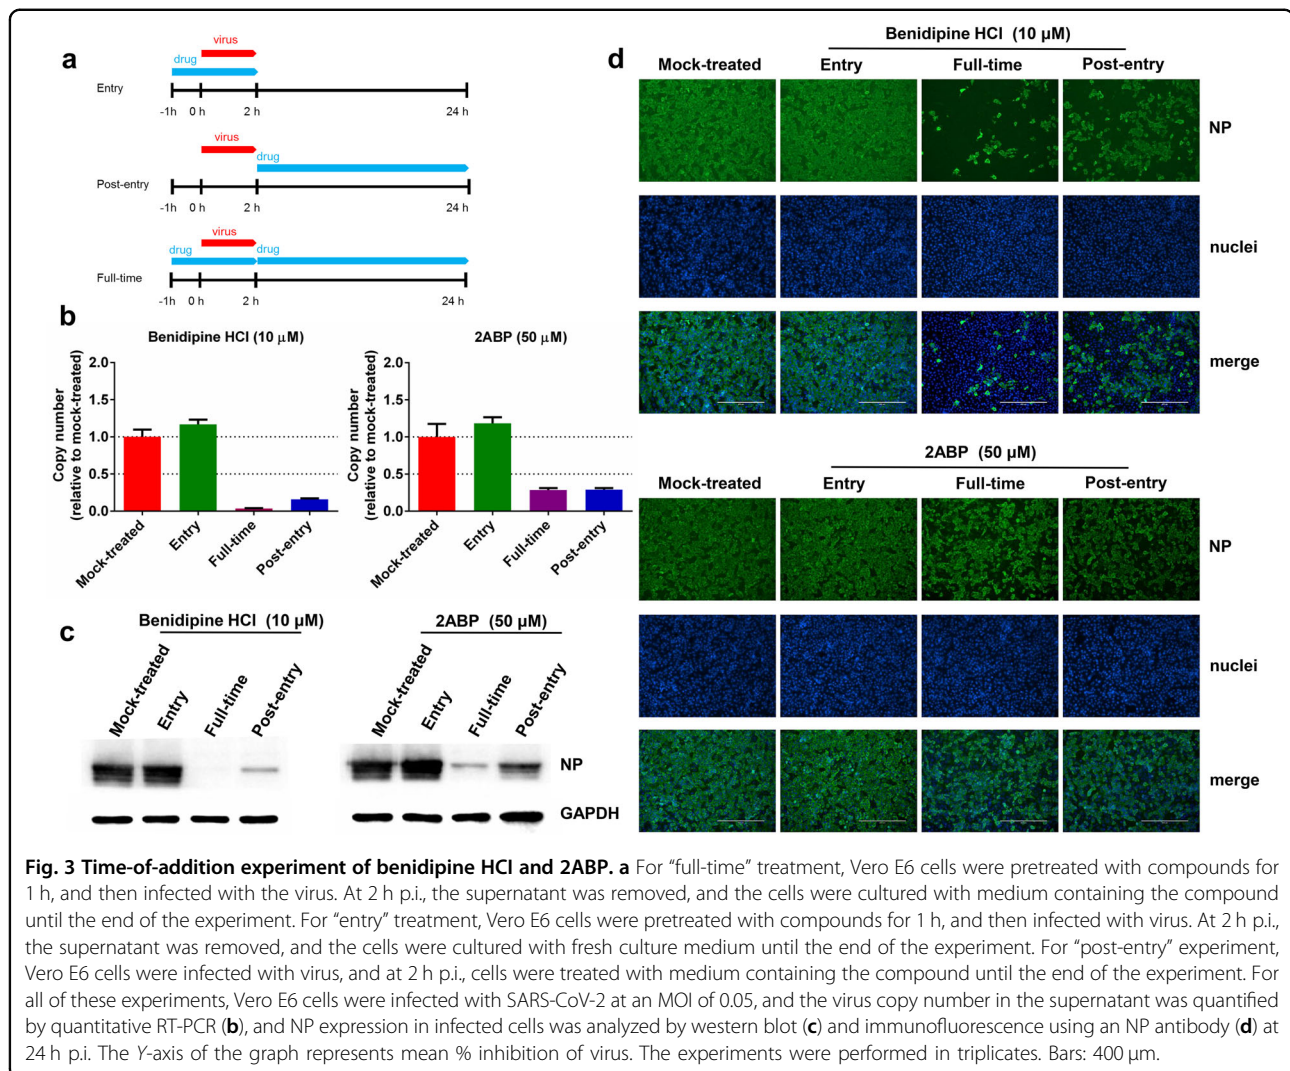 a
virus
drug
Entry
-1h 0 h 2 h 24 h
virus
drug
Post-entry
-1h 0 h 2 h 24 h
virus
drug drug
Full-time
-1h 0 h 2 h 24 h
b
Benidipine HCI (10 μM)
Copy number
(relative to mock-treated)
2.0
1.5
1.0
0.5
0.0
Mock-treated
Entry
Full-time
Post-entry
2ABP (50 μM)
Copy number
(relative to mock-treated)
2.0
1.5
1.0
0.5
0.0
Mock-treated
Entry
Full-time
Post-entry
c
Benidipine HCI (10 μM)
Mock-treated
Entry
Full-time
Post-entry
2ABP (50 μM)
Mock-treated
Entry
Full-time
Post-entry
NP
GAPDH
d
Benidipine HCI (10 μM)
Mock-treated Entry Full-time Post-entry
NP
nuclei
merge
2ABP (50 μM)
Mock-treated Entry Full-time Post-entry
NP
nuclei
merge
Fig. 3 Time-of-addition experiment of benidipine HCl and 2ABP. a For “full-time” treatment, Vero E6 cells were pretreated with compounds for
1 h, and then infected with the virus. At 2 h p.i., the supernatant was removed, and the cells were cultured with medium containing the compound
until the end of the experiment. For “entry” treatment, Vero E6 cells were pretreated with compounds for 1 h, and then infected with virus. At 2 h p.i.,
the supernatant was removed, and the cells were cultured with fresh culture medium until the end of the experiment. For “post-entry” experiment,
Vero E6 cells were infected with virus, and at 2 h p.i., cells were treated with medium containing the compound until the end of the experiment. For
all of these experiments, Vero E6 cells were infected with SARS-CoV-2 at an MOI of 0.05, and the virus copy number in the supernatant was quantified
by quantitative RT-PCR (b), and NP expression in infected cells was analyzed by western blot (c) and immunofluorescence using an NP antibody (d) at
24 h p.i. The Y-axis of the graph represents mean % inhibition of virus. The experiments were performed in triplicates. Bars: 400 μm.